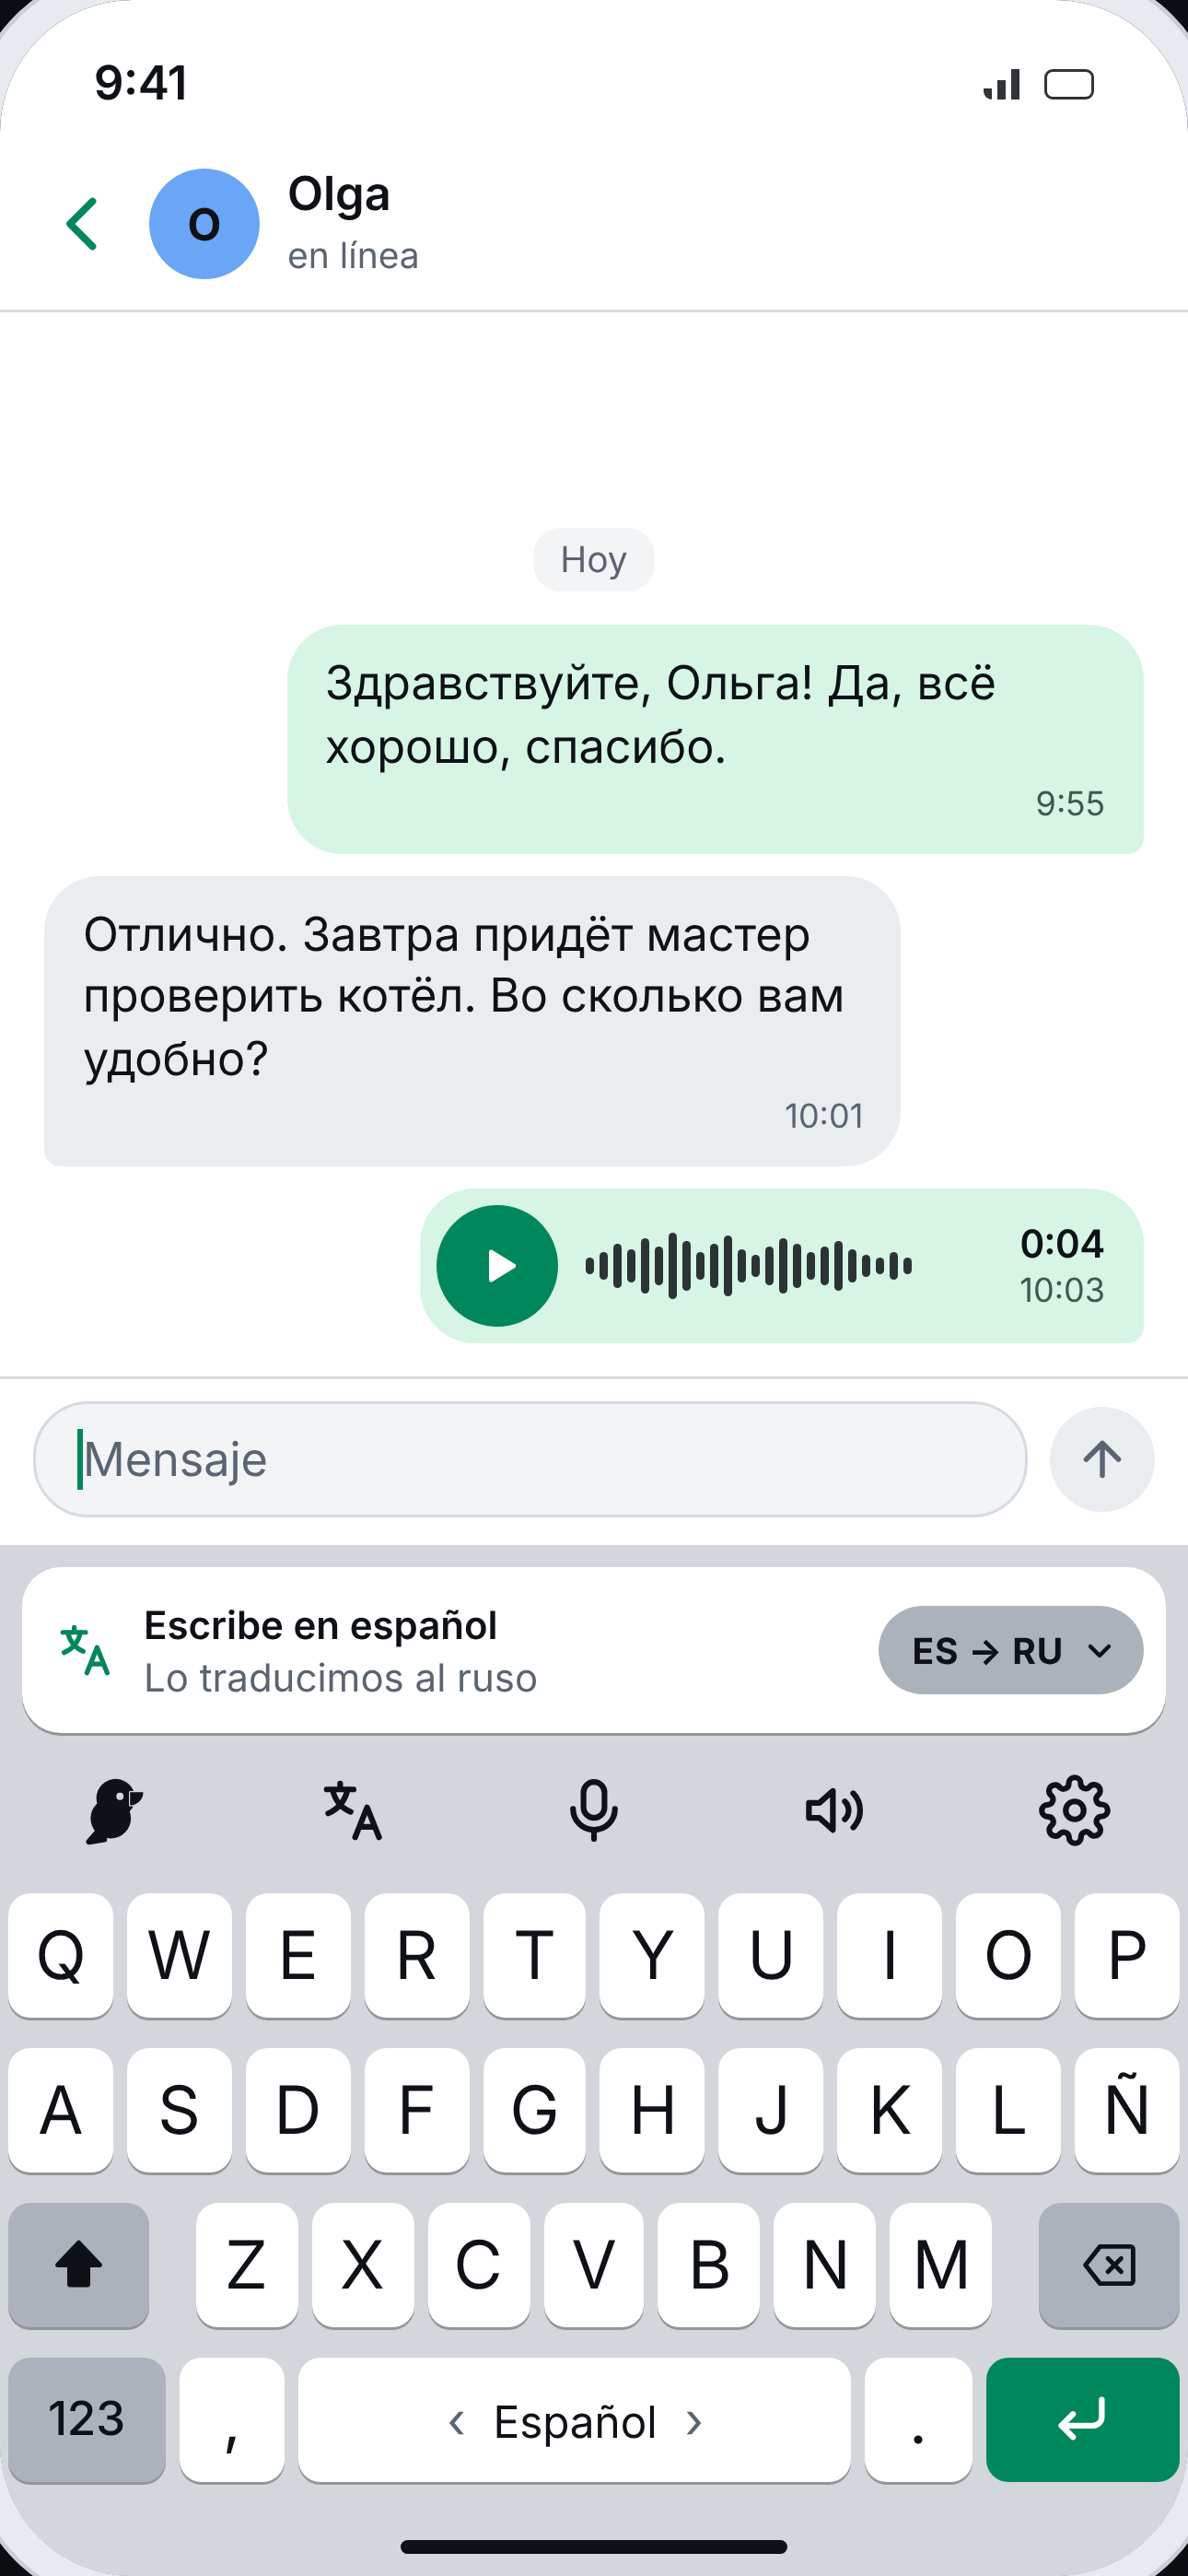 9:41
O
Olga
en línea
Hoy
Здравствуйте, Ольга! Да, всё
хорошо, спасибо.
9:55
Отлично. Завтра придёт мастер
проверить котёл. Во сколько вам
удобно?
10:01
0:04
10:03
Mensaje
Escribe en español
Lo traducimos al ruso
ES → RU
Q W E R T Y U I O P
A S D F G H J K L Ñ
Z X C V B N M
123 , ‹ Español › .